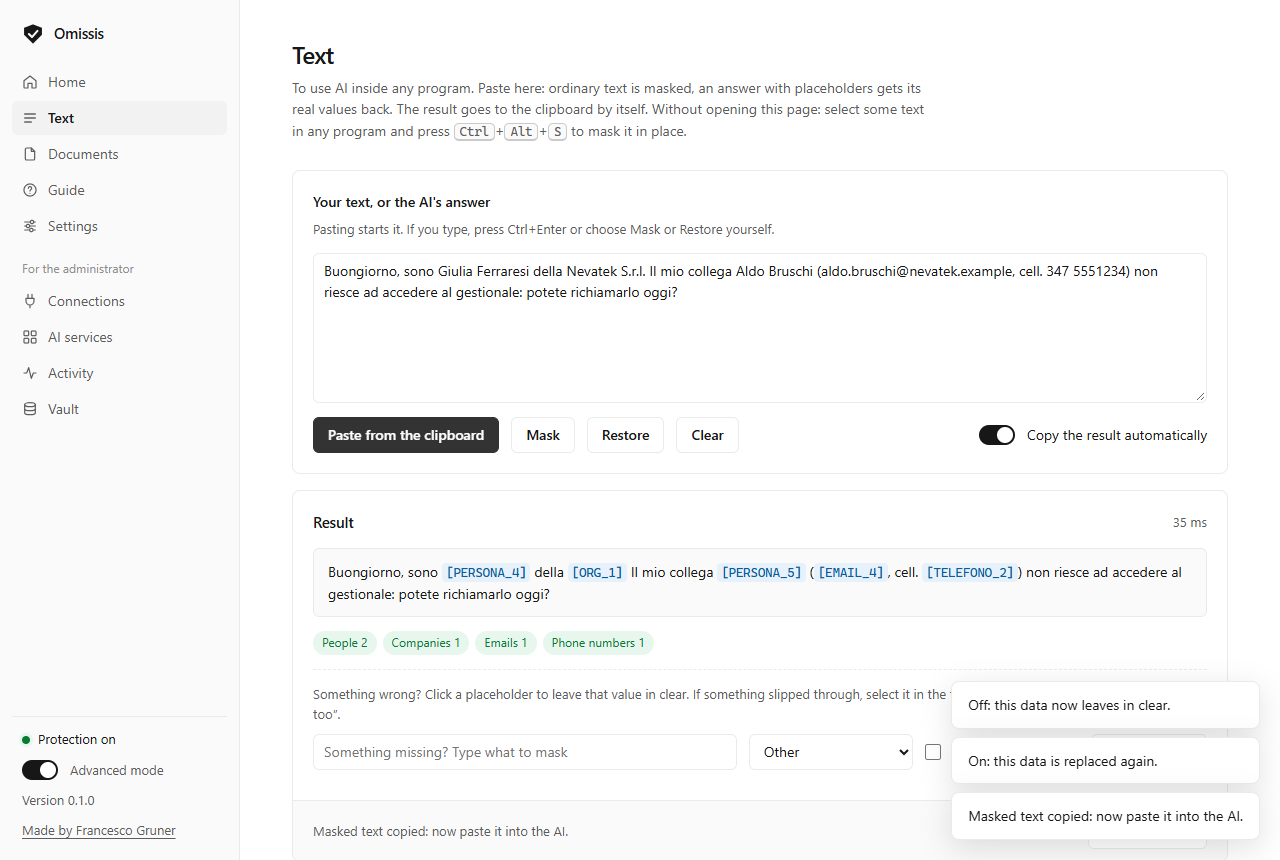 Omissis
Home
Text
Documents
Guide
Settings
For the administrator
Connections
AI services
Activity
Vault
Protection on
Advanced mode
Version 0.1.0
Made by Francesco Gruner
Text
To use AI inside any program. Paste here: ordinary text is masked, an answer with placeholders gets its
real values back. The result goes to the clipboard by itself. Without opening this page: select some text
in any program and press Ctrl+Alt+S to mask it in place.
Your text, or the AI's answer
Pasting starts it. If you type, press Ctrl+Enter or choose Mask or Restore yourself.
Buongiorno, sono Giulia Ferraresi della Nevatek S.r.l. Il mio collega Aldo Bruschi (aldo.bruschi@nevatek.example, cell. 347 5551234) non
riesce ad accedere al gestionale: potete richiamarlo oggi?
Paste from the clipboard Mask Restore Clear Copy the result automatically
Result 35 ms
Buongiorno, sono [PERSONA_4] della [ORG_1] Il mio collega [PERSONA_5] ( [EMAIL_4] , cell. [TELEFONO_2] ) non riesce ad accedere al
gestionale: potete richiamarlo oggi?
People 2 Companies 1 Emails 1 Phone numbers 1
Something wrong? Click a placeholder to leave that value in clear. If something slipped through, select it in the
too".
Something missing? Type what to mask Other
Masked text copied: now paste it into the AI.
Off: this data now leaves in clear.
On: this data is replaced again.
Masked text copied: now paste it into the AI.